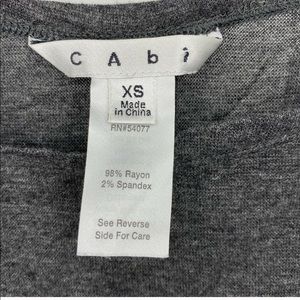 CAbi
XS
Made
in China
RN#54077
98% Rayon
2% Spandex
See Reverse
Side For Care